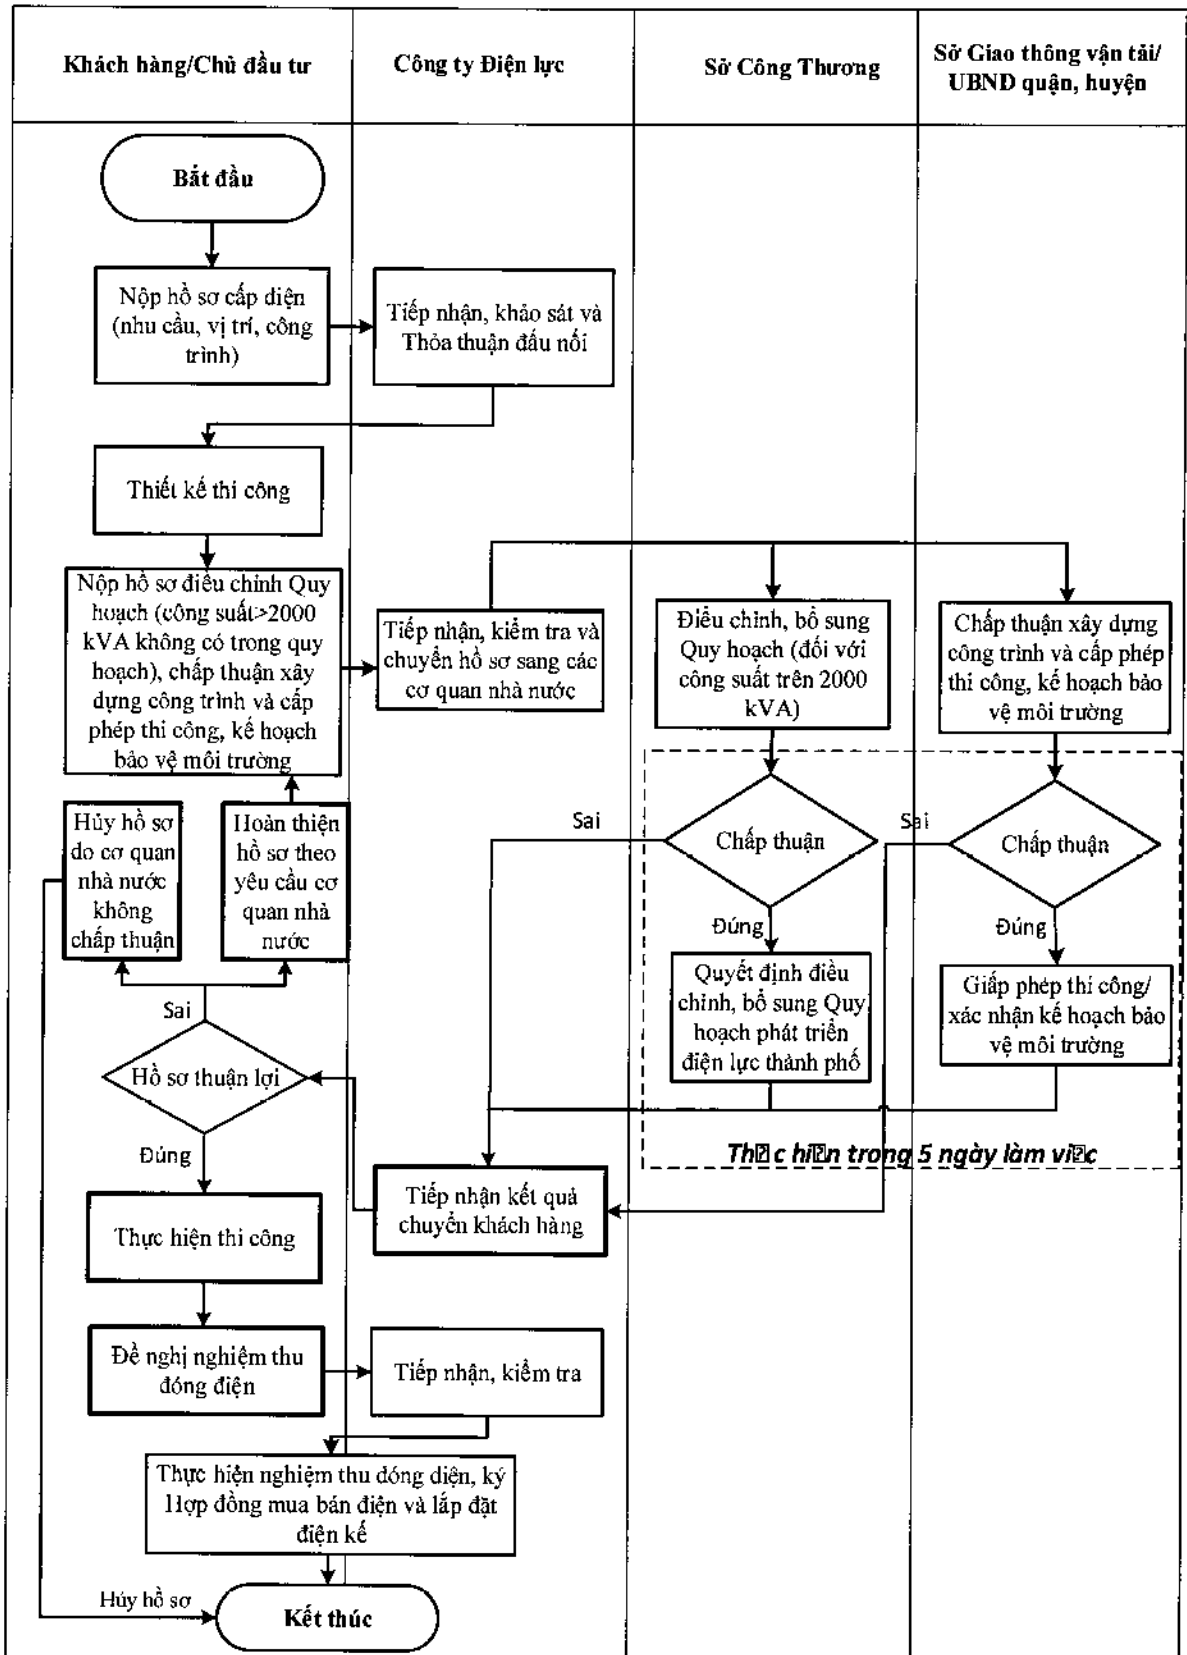 Khách hàng/Chủ đầu tư
Công ty Điện lực
Sở Công Thương
Sở Giao thông vận tải/
UBND quận, huyện
Bắt đầu
Nộp hồ sơ cấp điện
(nhu cầu, vị trí, công
trình)
Tiếp nhận, khảo sát và
Thỏa thuận đấu nối
Thiết kế thi công
Nộp hồ sơ điều chỉnh Quy
hoạch (công suất>2000
kVA không có trong quy
hoạch), chấp thuận xây
dựng công trình và cấp
phép thi công, kế hoạch
bảo vệ môi trường
Tiếp nhận, kiểm tra và
chuyển hồ sơ sang các
cơ quan nhà nước
Điều chỉnh, bổ sung
Quy hoạch (đối với
công suất trên 2000
kVA)
Chấp thuận xây dựng
công trình và cấp phép
thi công, kế hoạch bảo
vệ môi trường
Hủy hồ sơ
do cơ quan
nhà nước
không
chấp thuận
Hoàn thiện
hồ sơ theo
yêu cầu cơ
quan nhà
nước
Sai
Chấp thuận
Sai
Chấp thuận
Đúng
Đúng
Quyết định điều
chỉnh, bổ sung Quy
hoạch phát triển
điện lực thành phố
Giấp phép thi công/
xác nhận kế hoạch bảo
vệ môi trường
Sai
Hồ sơ thuận lợi
Đúng
Th c hi n trong 5 ngày làm vi c
Tiếp nhận kết quả
chuyển khách hàng
Thực hiện thi công
Đề nghị nghiệm thu
đóng điện
Tiếp nhận, kiểm tra
Thực hiện nghiệm thu đóng điện, ký
Hợp đồng mua bán điện và lắp đặt
điện kế
Hủy hồ sơ
Kết thúc